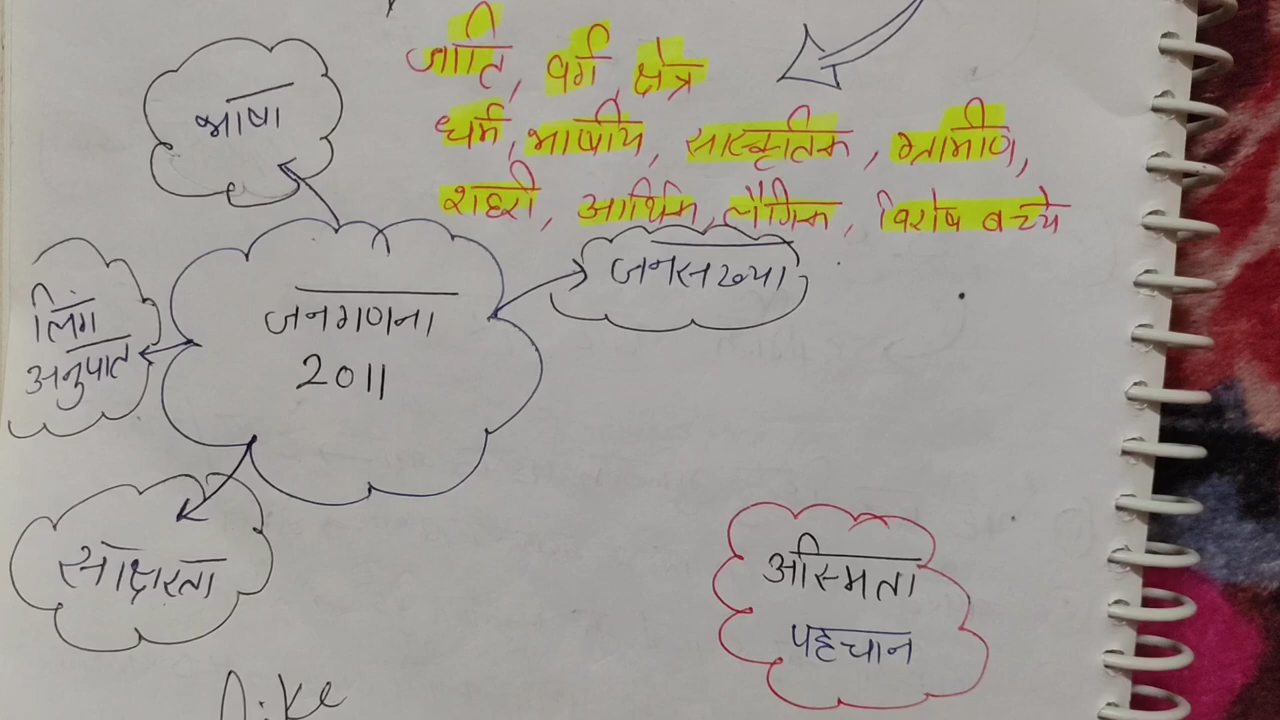 जाति, वर्ग, क्षेत्र
धर्म, भाषीय, सांस्कृतिक, ग्रामीण,
शहरी, आर्थिक, लैंगिक, विशेष बच्चे
भाषा
जनसंख्या
जनगणना
2011
लिंग
अनुपात
साक्षरता
अस्मिता
पहचान